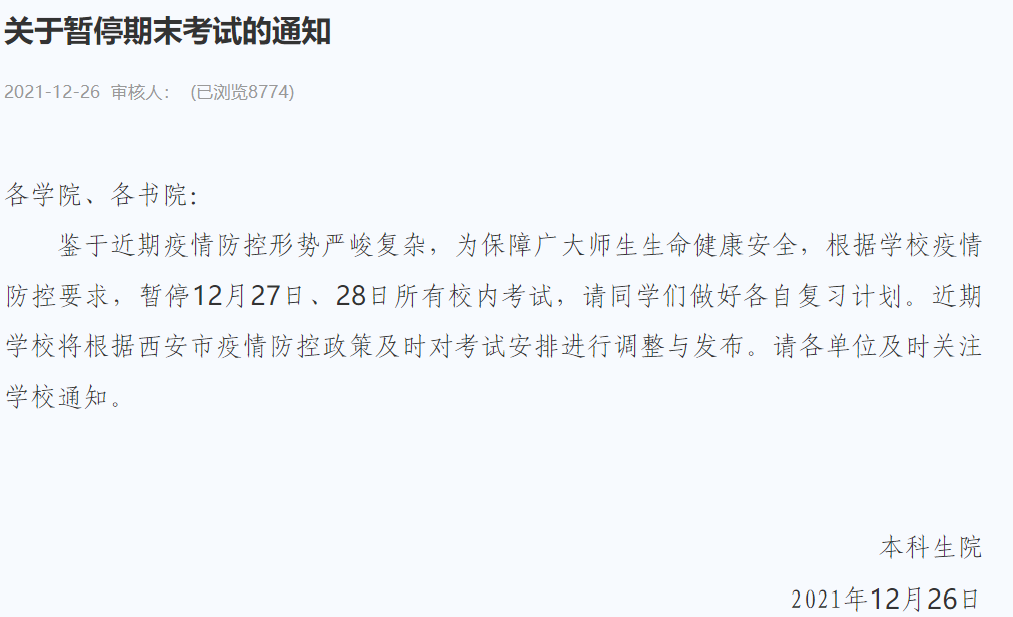 关于暂停期末考试的通知
2021-12-26 审核人： (已浏览8774)
各学院、各书院：
鉴于近期疫情防控形势严峻复杂，为保障广大师生生命健康安全，根据学校疫情
防控要求，暂停12月27日、28日所有校内考试，请同学们做好各自复习计划。近期
学校将根据西安市疫情防控政策及时对考试安排进行调整与发布。请各单位及时关注
学校通知。
本科生院
2021年12月26日